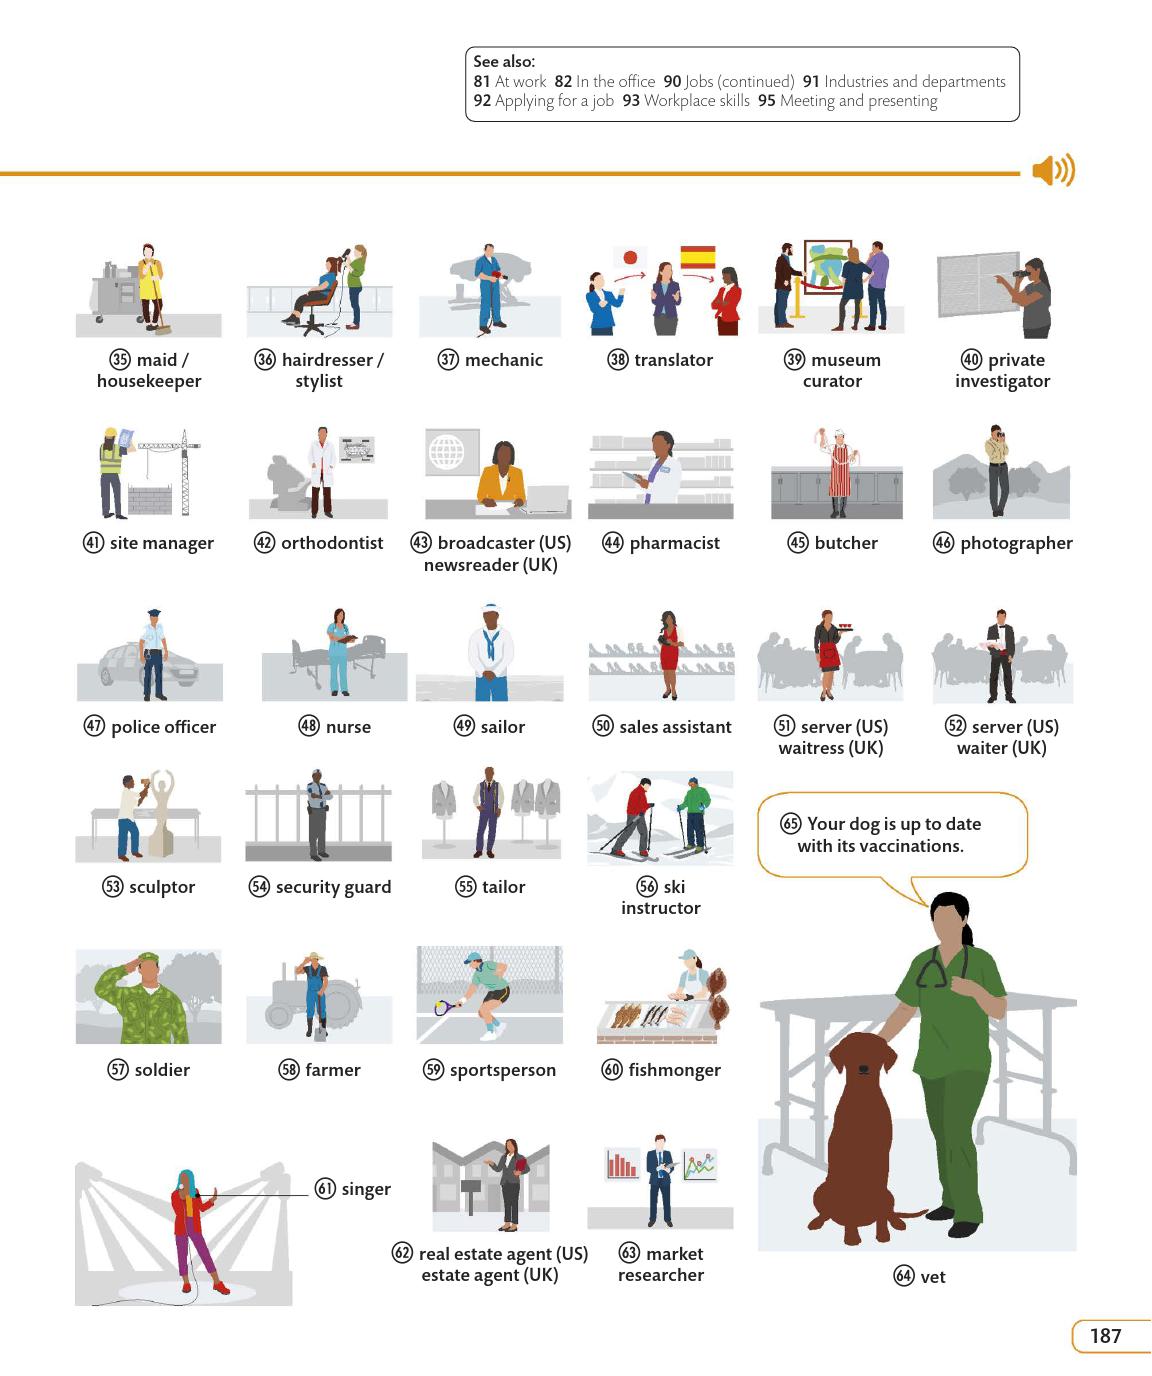 See also:
81 At work 82 In the office 90 Jobs (continued) 91 Industries and departments
92 Applying for a job 93 Workplace skills 95 Meeting and presenting
35 maid /
housekeeper
36 hairdresser /
stylist
37 mechanic
38 translator
39 museum
curator
40 private
investigator
41 site manager
42 orthodontist
43 broadcaster (US)
newsreader (UK)
44 pharmacist
45 butcher
46 photographer
47 police officer
48 nurse
49 sailor
50 sales assistant
51 server (US)
waitress (UK)
52 server (US)
waiter (UK)
53 sculptor
54 security guard
55 tailor
56 ski
instructor
65 Your dog is up to date
with its vaccinations.
57 soldier
58 farmer
59 sportsperson
60 fishmonger
61 singer
62 real estate agent (US)
estate agent (UK)
63 market
researcher
64 vet
187